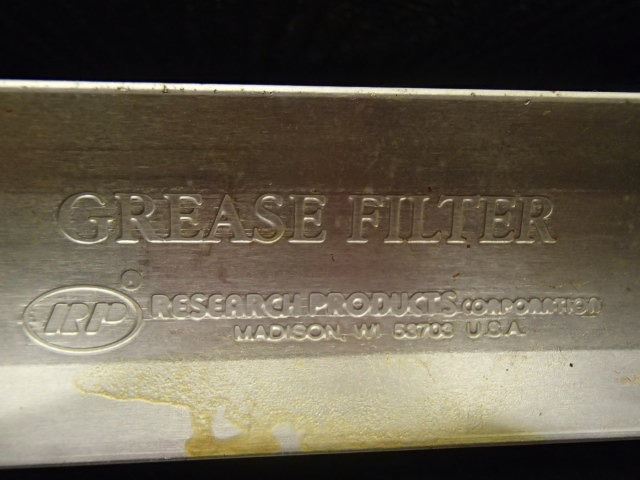 GREASE FILTER
RP® RESEARCH PRODUCTS CORPORATION
MADISON, WI 53703 U.S.A.